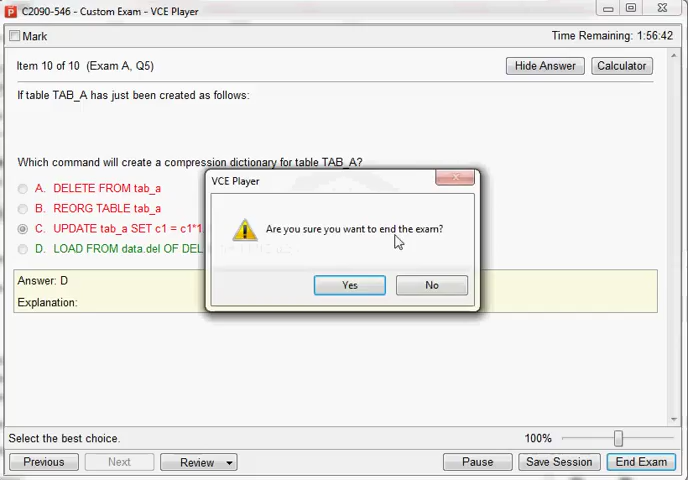 C2090-546 - Custom Exam - VCE Player
Mark
Time Remaining: 1:56:42
Item 10 of 10 (Exam A, Q5)
Hide Answer
Calculator
If table TAB_A has just been created as follows:
Which command will create a compression dictionary for table TAB_A?
A. DELETE FROM tab_a
B. REORG TABLE tab_a
C. UPDATE tab_a SET c1 = c1*1.
D. LOAD FROM data.del OF DEL
VCE Player
Are you sure you want to end the exam?
Yes
No
Answer: D
Explanation:
Select the best choice.
100%
Previous
Next
Review
Pause
Save Session
End Exam